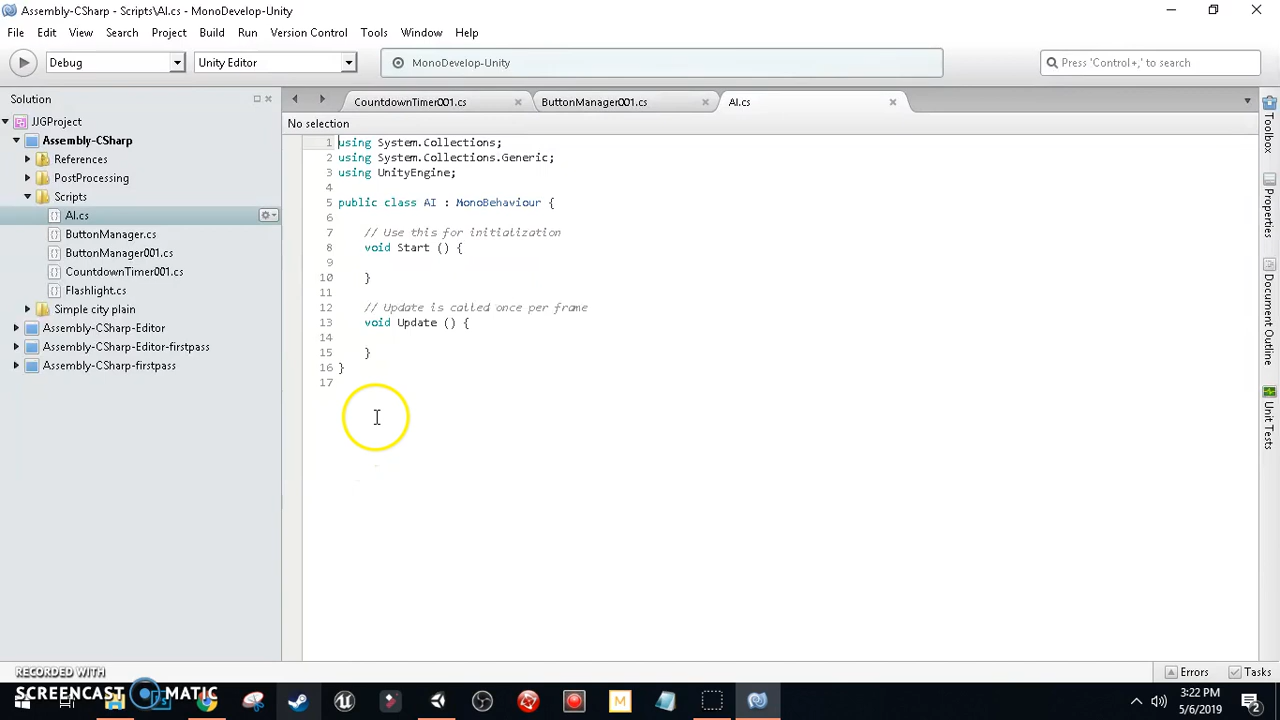 Assembly-CSharp - Scripts\AI.cs - MonoDevelop-Unity
File Edit View Search Project Build Run Version Control Tools Window Help
Debug Unity Editor MonoDevelop-Unity Press 'Control+,' to search
Solution
CountdownTimer001.cs ButtonManager001.cs AI.cs
No selection
JJGProject
Assembly-CSharp
References
PostProcessing
Scripts
AI.cs
ButtonManager.cs
ButtonManager001.cs
CountdownTimer001.cs
Flashlight.cs
Simple city plain
Assembly-CSharp-Editor
Assembly-CSharp-Editor-firstpass
Assembly-CSharp-firstpass
1 using System.Collections;
2 using System.Collections.Generic;
3 using UnityEngine;
4
5 public class AI : MonoBehaviour {
6
7 // Use this for initialization
8 void Start () {
9
10 }
11
12 // Update is called once per frame
13 void Update () {
14
15 }
16 }
17
Toolbox
Properties
Document Outline
Unit Tests
Errors Tasks
RECORDED WITH
SCREENCAST MATIC
3:22 PM
5/6/2019
2